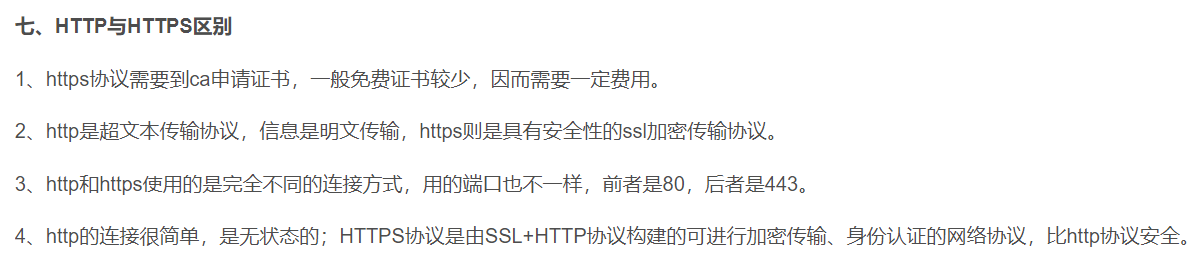 七、HTTP与HTTPS区别
1、https协议需要到ca申请证书，一般免费证书较少，因而需要一定费用。
2、http是超文本传输协议，信息是明文传输，https则是具有安全性的ssl加密传输协议。
3、http和https使用的是完全不同的连接方式，用的端口也不一样，前者是80，后者是443。
4、http的连接很简单，是无状态的；HTTPS协议是由SSL+HTTP协议构建的可进行加密传输、身份认证的网络协议，比http协议安全。